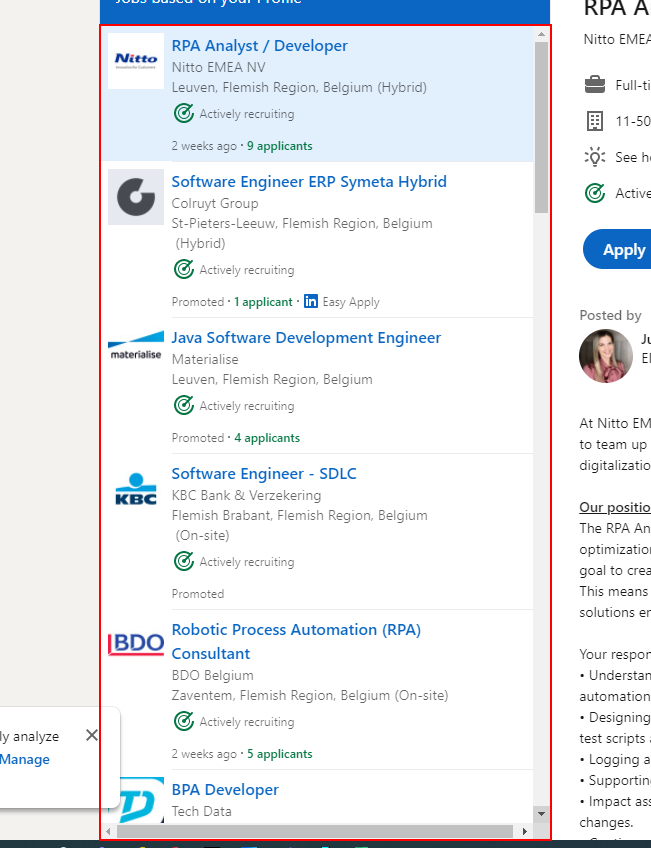 Jobs based on your Profile
Nitto
RPA Analyst / Developer
Nitto EMEA NV
Leuven, Flemish Region, Belgium (Hybrid)
Actively recruiting
2 weeks ago · 9 applicants
Software Engineer ERP Symeta Hybrid
Colruyt Group
St-Pieters-Leeuw, Flemish Region, Belgium
(Hybrid)
Actively recruiting
Promoted · 1 applicant · in Easy Apply
materialise
Java Software Development Engineer
Materialise
Leuven, Flemish Region, Belgium
Actively recruiting
Promoted · 4 applicants
KBC
Software Engineer - SDLC
KBC Bank & Verzekering
Flemish Brabant, Flemish Region, Belgium
(On-site)
Actively recruiting
Promoted
BDO
Robotic Process Automation (RPA)
Consultant
BDO Belgium
Zaventem, Flemish Region, Belgium (On-site)
Actively recruiting
2 weeks ago · 5 applicants
BPA Developer
Tech Data
ly analyze
Manage
RPA A
Nitto EMEA
Full-ti
11-50
See h
Active
Apply
Posted by
Ju
At Nitto EM
to team up
digitalizatio
Our positio
The RPA An
optimization
goal to crea
This means
solutions en
Your respon
• Understan
automation
• Designing
test scripts a
• Logging a
• Supporting
• Impact ass
changes.